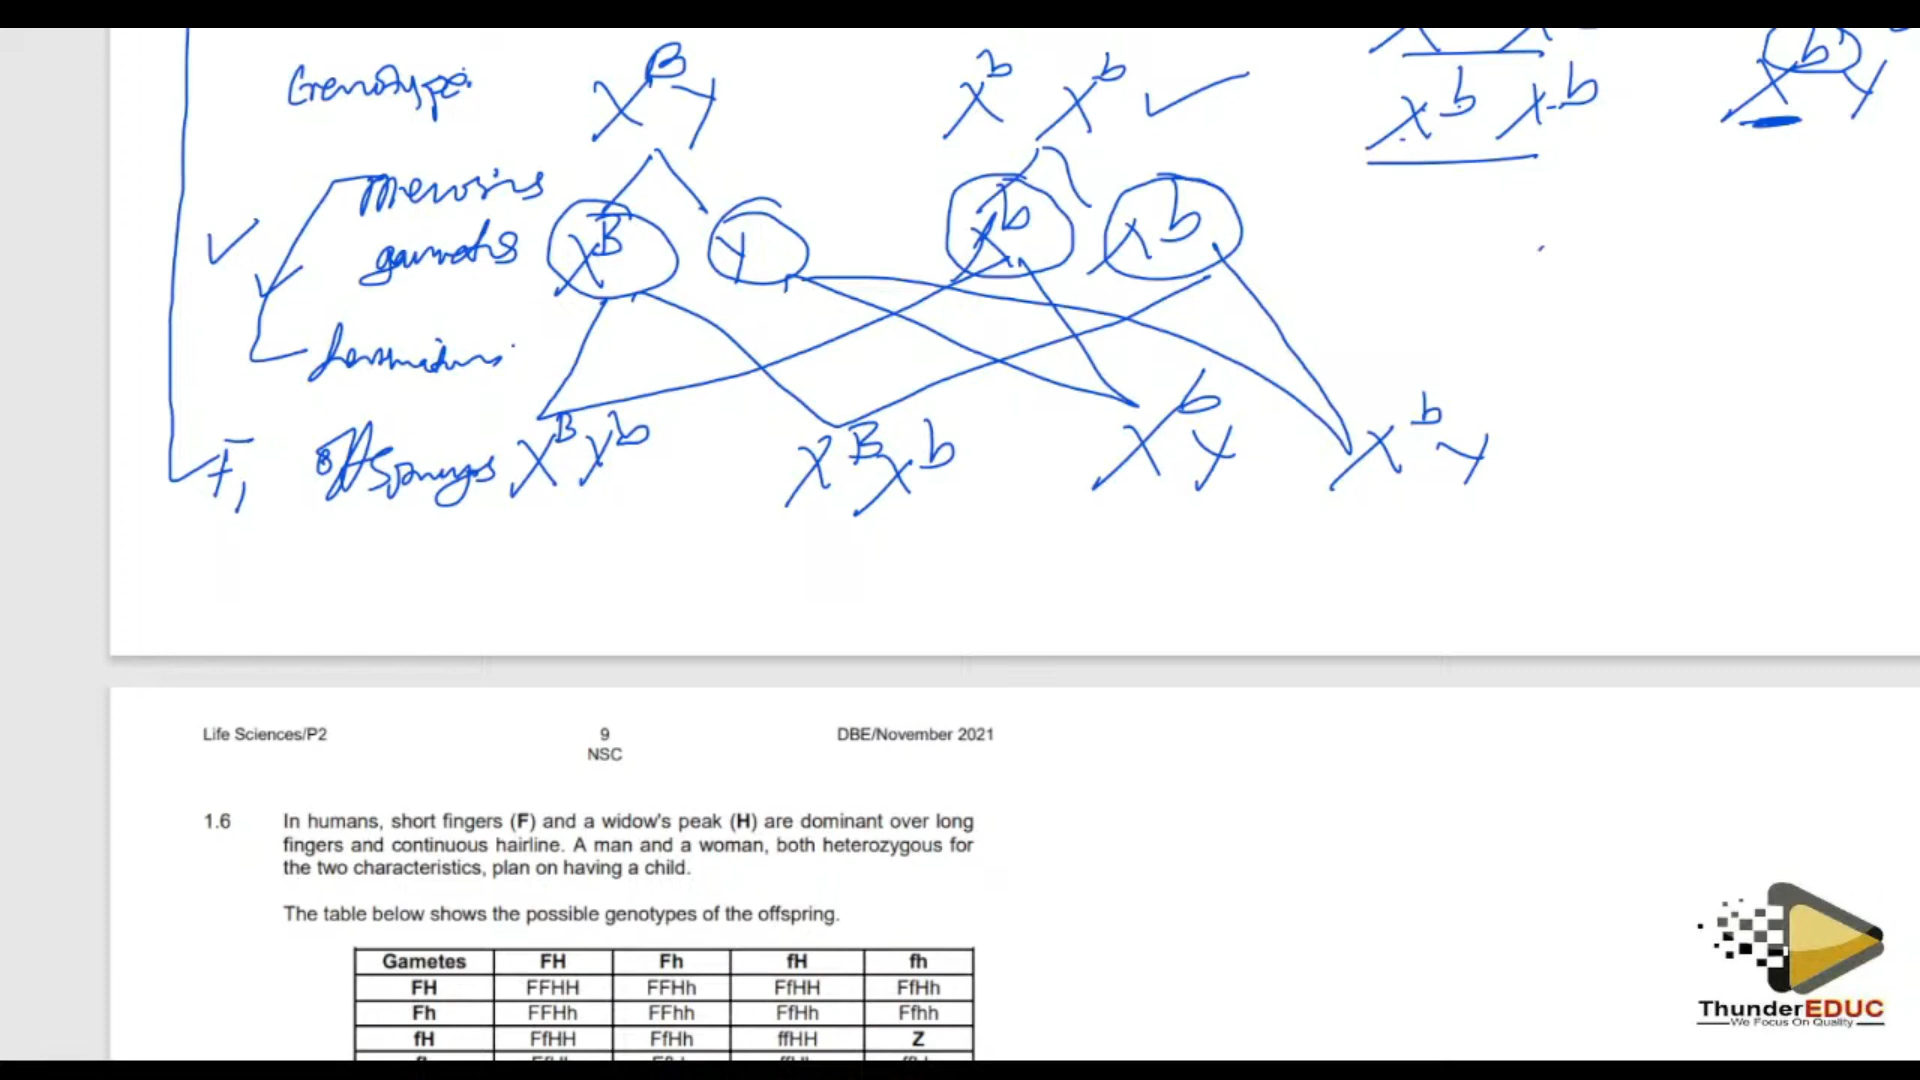 Genotype: X^B Y X^b X^b ✓ X^b X^b X^b Y
meiosis
gametes X^B Y X^b X^b
F1 Offsprings X^B X^b X^B X^b X^b Y X^b Y
Life Sciences/P2 9 DBE/November 2021
NSC
1.6 In humans, short fingers (F) and a widow's peak (H) are dominant over long
fingers and continuous hairline. A man and a woman, both heterozygous for
the two characteristics, plan on having a child.
The table below shows the possible genotypes of the offspring.
Gametes FH Fh fH fh
FH FFHH FFHh FfHH FfHh
Fh FFHh FFhh FfHh Ffhh
fH FfHH FfHh ffHH Z
ThunderEDUC
We Focus On Quality